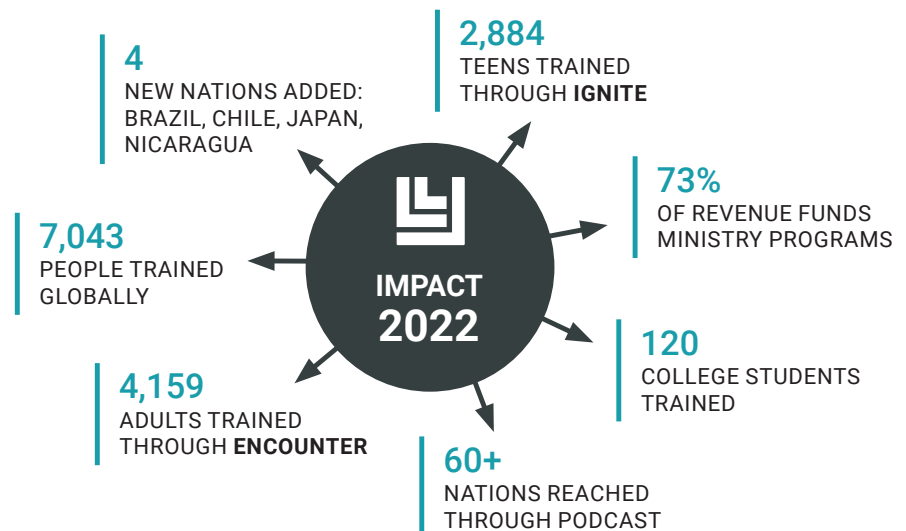 4
NEW NATIONS ADDED:
BRAZIL, CHILE, JAPAN,
NICARAGUA
2,884
TEENS TRAINED
THROUGH IGNITE
73%
OF REVENUE FUNDS
MINISTRY PROGRAMS
7,043
PEOPLE TRAINED
GLOBALLY
IMPACT
2022
120
COLLEGE STUDENTS
TRAINED
4,159
ADULTS TRAINED
THROUGH ENCOUNTER
60+
NATIONS REACHED
THROUGH PODCAST